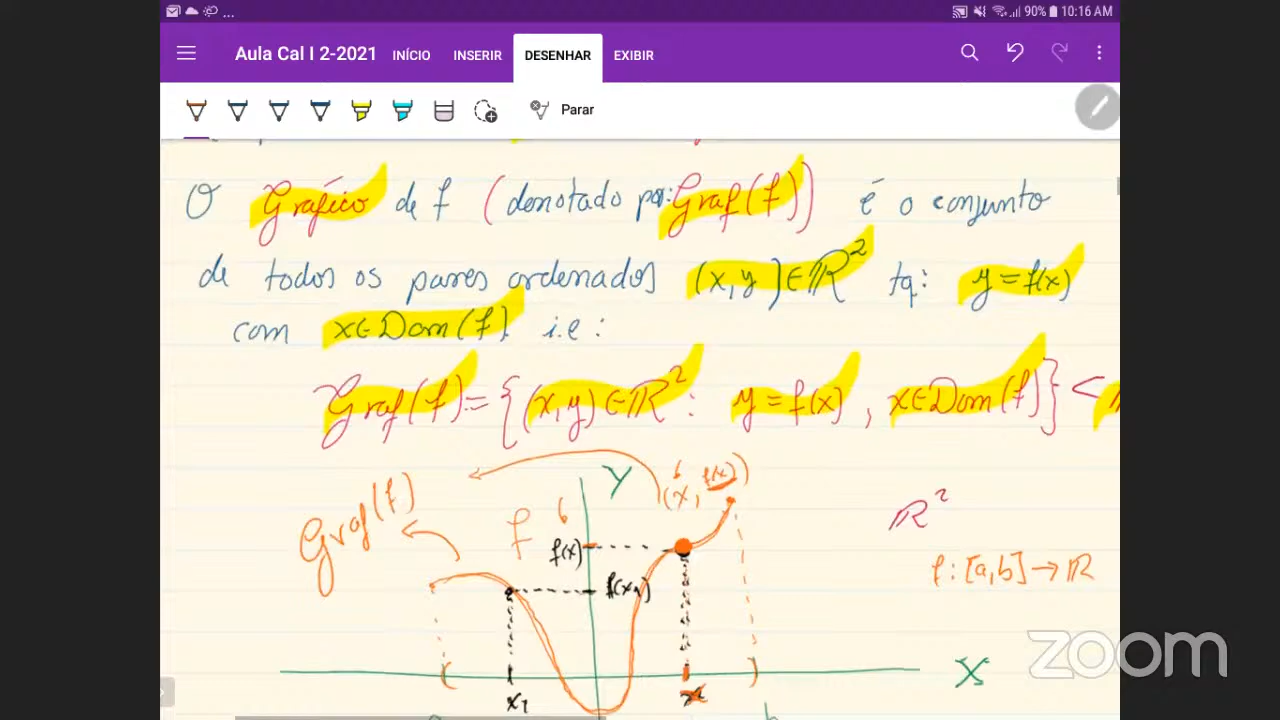 ... 90% 10:16 AM
Aula Cal I 2-2021 INÍCIO INSERIR DESENHAR EXIBIR
Parar
O Gráfico de f (denotado por: Graf(f)) é o conjunto
de todos os pares ordenados (x,y) ∈ ℝ² tq: y = f(x)
com x ∈ Dom(f). i.e:
Graf(f) = {(x,y) ∈ ℝ² : y = f(x), x ∈ Dom(f)} <
Y
(x, f(x))
Graf(f)
f
f(x)
ℝ²
f: [a,b] → ℝ
f(x₁)
zoom
X
x₁
x